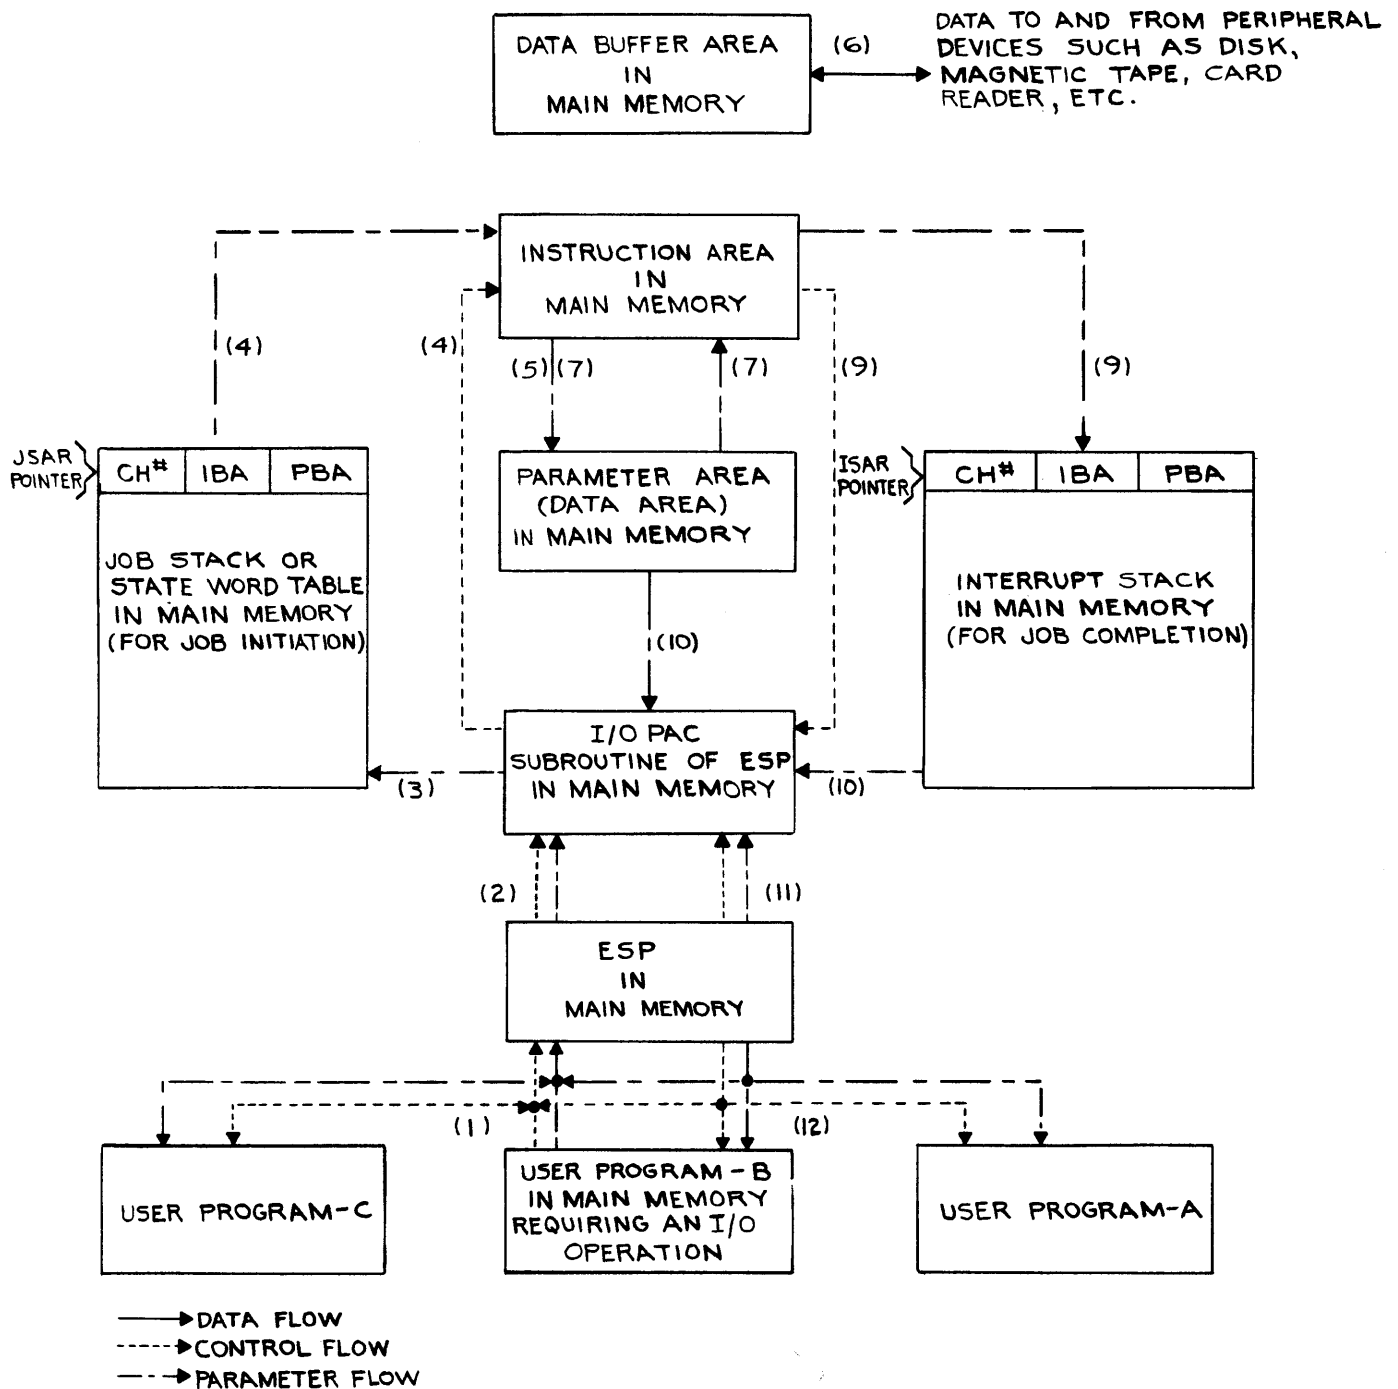 DATA BUFFER AREA
IN
MAIN MEMORY
(6)
DATA TO AND FROM PERIPHERAL
DEVICES SUCH AS DISK,
MAGNETIC TAPE, CARD
READER, ETC.
INSTRUCTION AREA
IN
MAIN MEMORY
(4)
(4)
(5)
(7)
(7)
(9)
(9)
JSAR
POINTER
CH#
IBA
PBA
JOB STACK OR
STATE WORD TABLE
IN MAIN MEMORY
(FOR JOB INITIATION)
PARAMETER AREA
(DATA AREA)
IN MAIN MEMORY
ISAR
POINTER
CH#
IBA
PBA
INTERRUPT STACK
IN MAIN MEMORY
(FOR JOB COMPLETION)
(10)
I/O PAC
SUBROUTINE OF ESP
IN MAIN MEMORY
(3)
(10)
(2)
(11)
ESP
IN
MAIN MEMORY
(1)
(12)
USER PROGRAM-C
USER PROGRAM-B
IN MAIN MEMORY
REQUIRING AN I/O
OPERATION
USER PROGRAM-A
DATA FLOW
CONTROL FLOW
PARAMETER FLOW